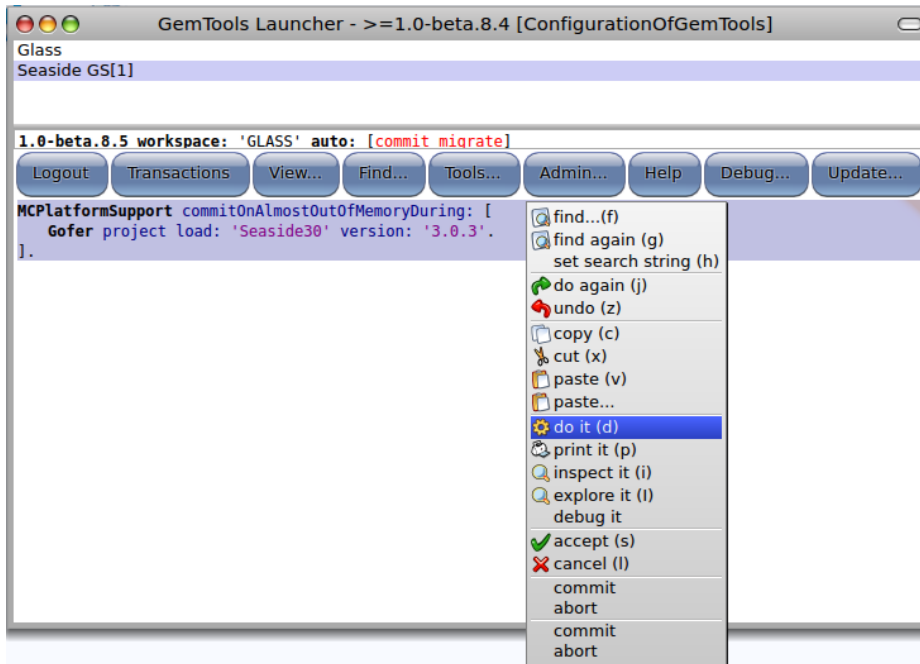 GemTools Launcher - >=1.0-beta.8.4 [ConfigurationOfGemTools]
Glass
Seaside GS[1]
1.0-beta.8.5 workspace: 'GLASS' auto: [commit migrate]
Logout Transactions View... Find... Tools... Admin... Help Debug... Update...
MCPlatformSupport commitOnAlmostOutOfMemoryDuring: [
Gofer project load: 'Seaside30' version: '3.0.3'.
].
find...(f)
find again (g)
set search string (h)
do again (j)
undo (z)
copy (c)
cut (x)
paste (v)
paste...
do it (d)
print it (p)
inspect it (i)
explore it (I)
debug it
accept (s)
cancel (l)
commit
abort
commit
abort